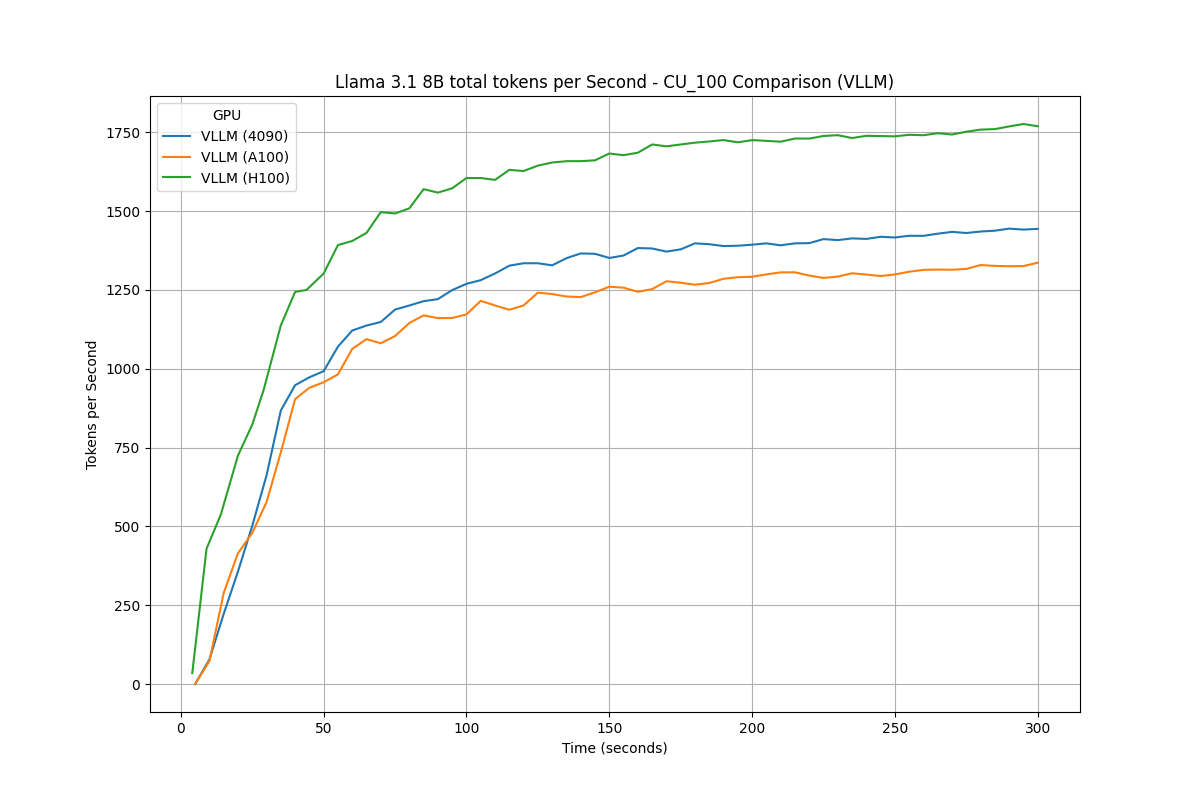 Llama 3.1 8B total tokens per Second - CU_100 Comparison (VLLM)
GPU
VLLM (4090)
VLLM (A100)
VLLM (H100)
Tokens per Second
1750
1500
1250
1000
750
500
250
0
0 50 100 150 200 250 300
Time (seconds)